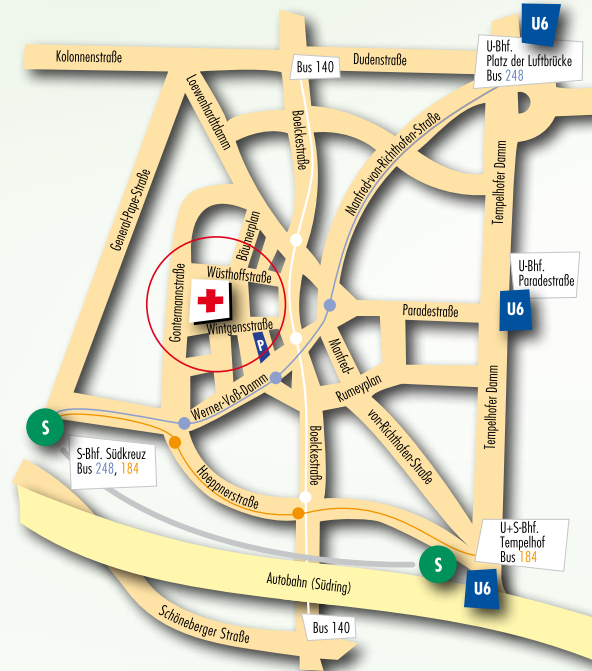 U6
U-Bhf.
Platz der Luftbrücke
Bus 248
Kolonnenstraße
Dudenstraße
Bus 140
Loewenhardtdamm
Boelckestraße
Manfred-von-Richthofen-Straße
Tempelhofer Damm
General-Pape-Straße
Bäumerplan
Gontermannstraße
Wüsthoffstraße
U-Bhf.
Paradestraße
U6
Paradestraße
Wintgensstraße
P
Manfred-
von-Richthofen-Straße
Rumeyplan
Tempelhofer Damm
Werner-Voß-Damm
S
S-Bhf. Südkreuz
Bus 248, 184
Boelckestraße
Hoeppnerstraße
U+S-Bhf.
Tempelhof
Bus 184
S
U6
Autobahn (Südring)
Schöneberger Straße
Bus 140